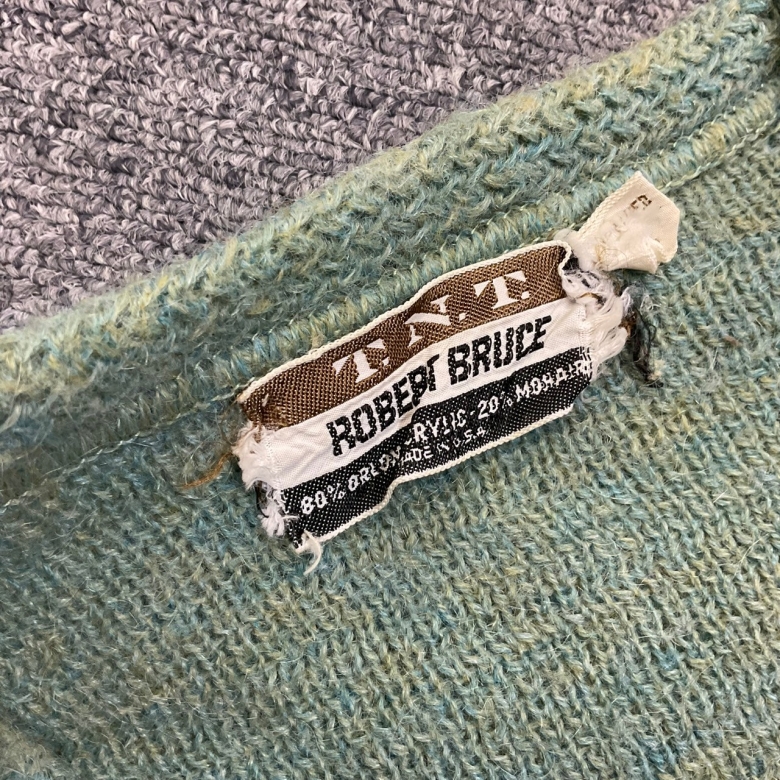 T.N.T.
ROBERT BRUCE
80% ORLON ACRYLIC-20% MOHAIR
MADE IN U.S.A.